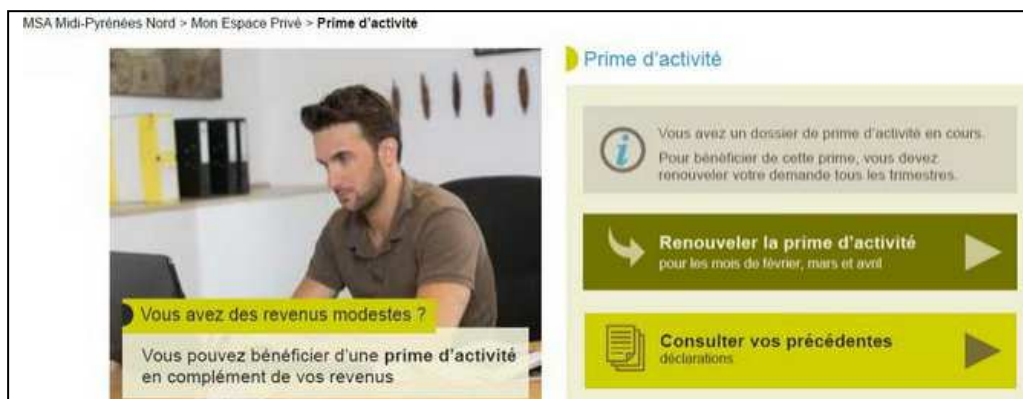 MSA Midi-Pyrénées Nord > Mon Espace Privé > Prime d'activité
Prime d'activité
Vous avez un dossier de prime d'activité en cours.
Pour bénéficier de cette prime, vous devez
renouveler votre demande tous les trimestres.
Renouveler la prime d'activité
pour les mois de février, mars et avril
Vous avez des revenus modestes ?
Vous pouvez bénéficier d'une prime d'activité
en complément de vos revenus
Consulter vos précédentes
déclarations